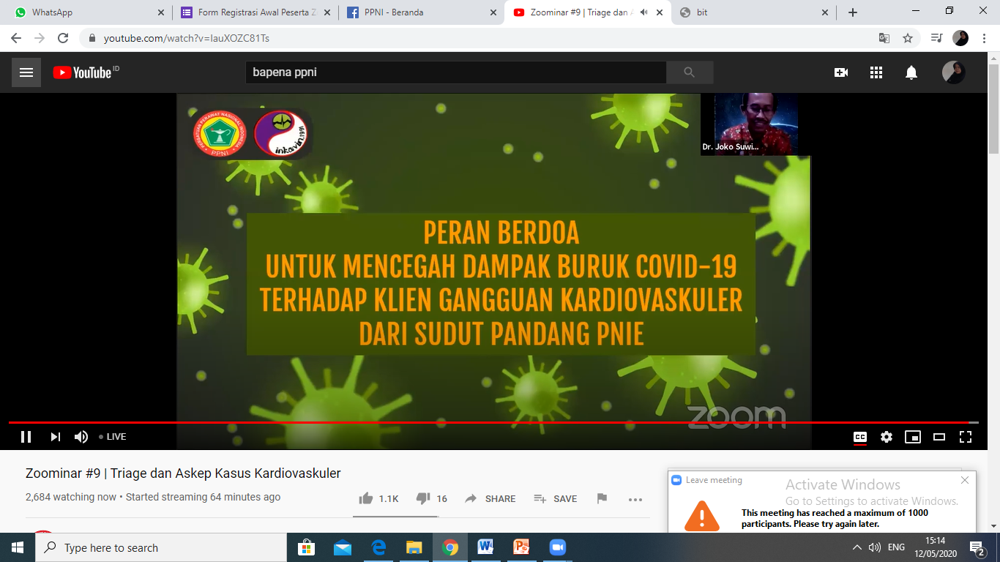 WhatsApp
Form Registrasi Awal Peserta Z
PPNI - Beranda
Zoominar #9 | Triage dan A
bit
youtube.com/watch?v=IauXOZC81Ts
YouTube ID
bapena ppni
PERSATUAN PERAWAT NASIONAL INDONESIA
PPNI
inkavin.1991
Dr. Joko Suwi...
PERAN BERDOA
UNTUK MENCEGAH DAMPAK BURUK COVID-19
TERHADAP KLIEN GANGGUAN KARDIOVASKULER
DARI SUDUT PANDANG PNIE
zoom
LIVE
CC
Zoominar #9 | Triage dan Askep Kasus Kardiovaskuler
2,684 watching now • Started streaming 64 minutes ago
1.1K
16
SHARE
SAVE
Leave meeting
Activate Windows
Go to Settings to activate Windows.
This meeting has reached a maximum of 1000
participants. Please try again later.
Type here to search
ENG
15:14
12/05/2020
2